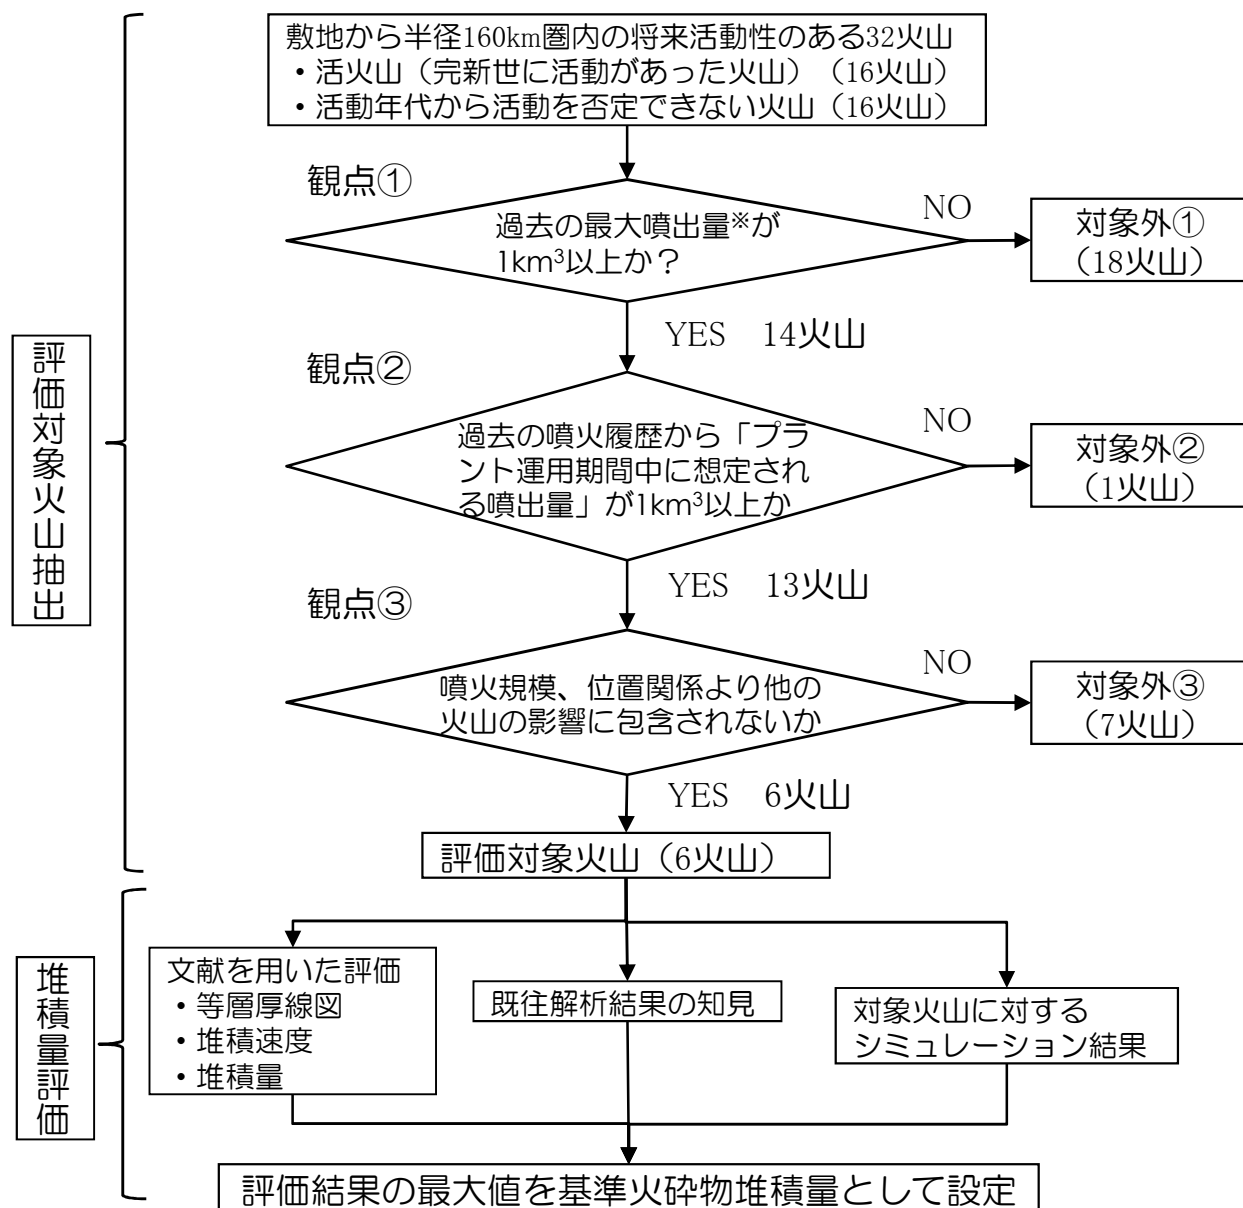 敷地から半径160km圏内の将来活動性のある32火山
・活火山（完新世に活動があった火山）（16火山）
・活動年代から活動を否定できない火山（16火山）
観点①
過去の最大噴出量※が
1km³以上か？
NO
対象外①
（18火山）
YES 14火山
観点②
過去の噴火履歴から「プラ
ント運用期間中に想定され
る噴出量」が1km³以上か
NO
対象外②
（1火山）
YES 13火山
観点③
噴火規模、位置関係より他の
火山の影響に包含されないか
NO
対象外③
（7火山）
YES 6火山
評価対象火山（6火山）
評価対象火山抽出
文献を用いた評価
・等層厚線図
・堆積速度
・堆積量
既往解析結果の知見
対象火山に対する
シミュレーション結果
堆積量評価
評価結果の最大値を基準火砕物堆積量として設定